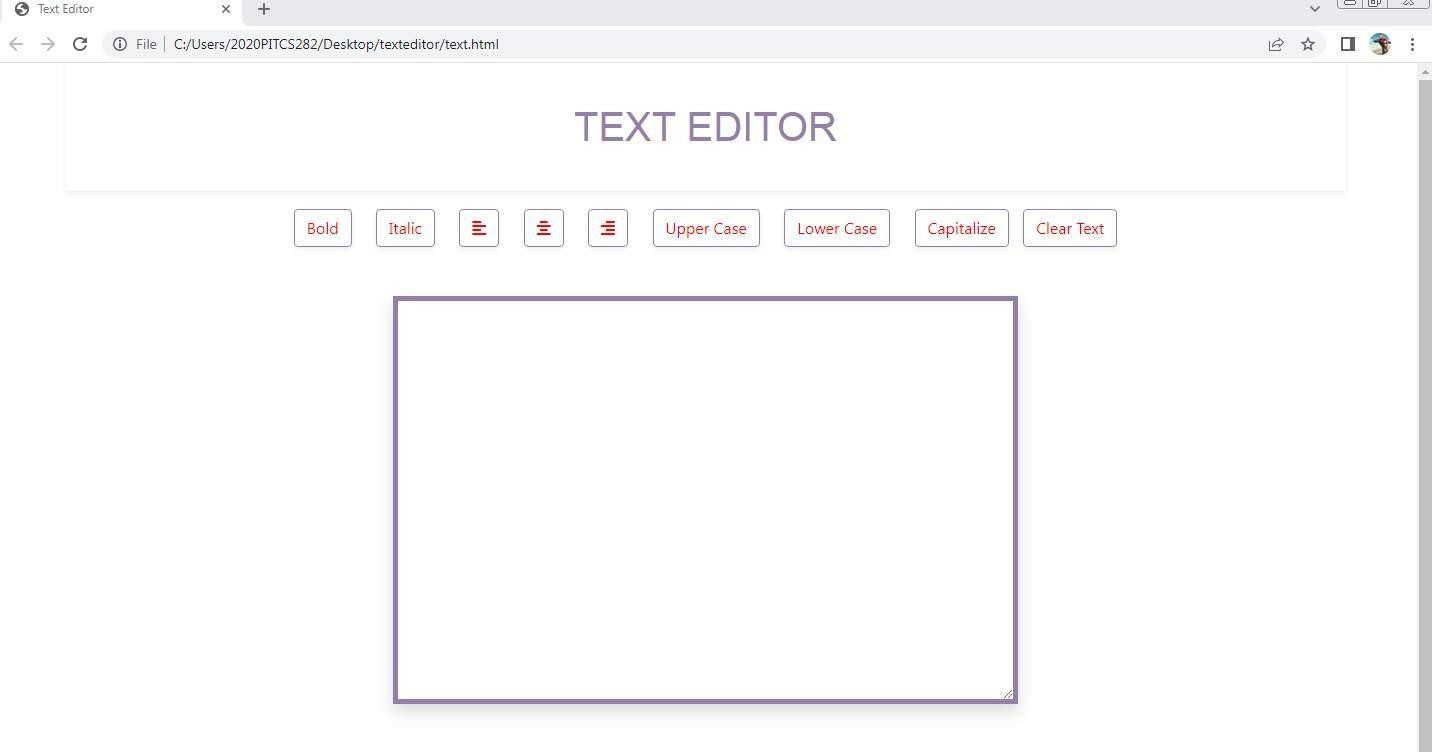 Text Editor
File C:/Users/2020PITCS282/Desktop/texteditor/text.html
TEXT EDITOR
Bold Italic Upper Case Lower Case Capitalize Clear Text